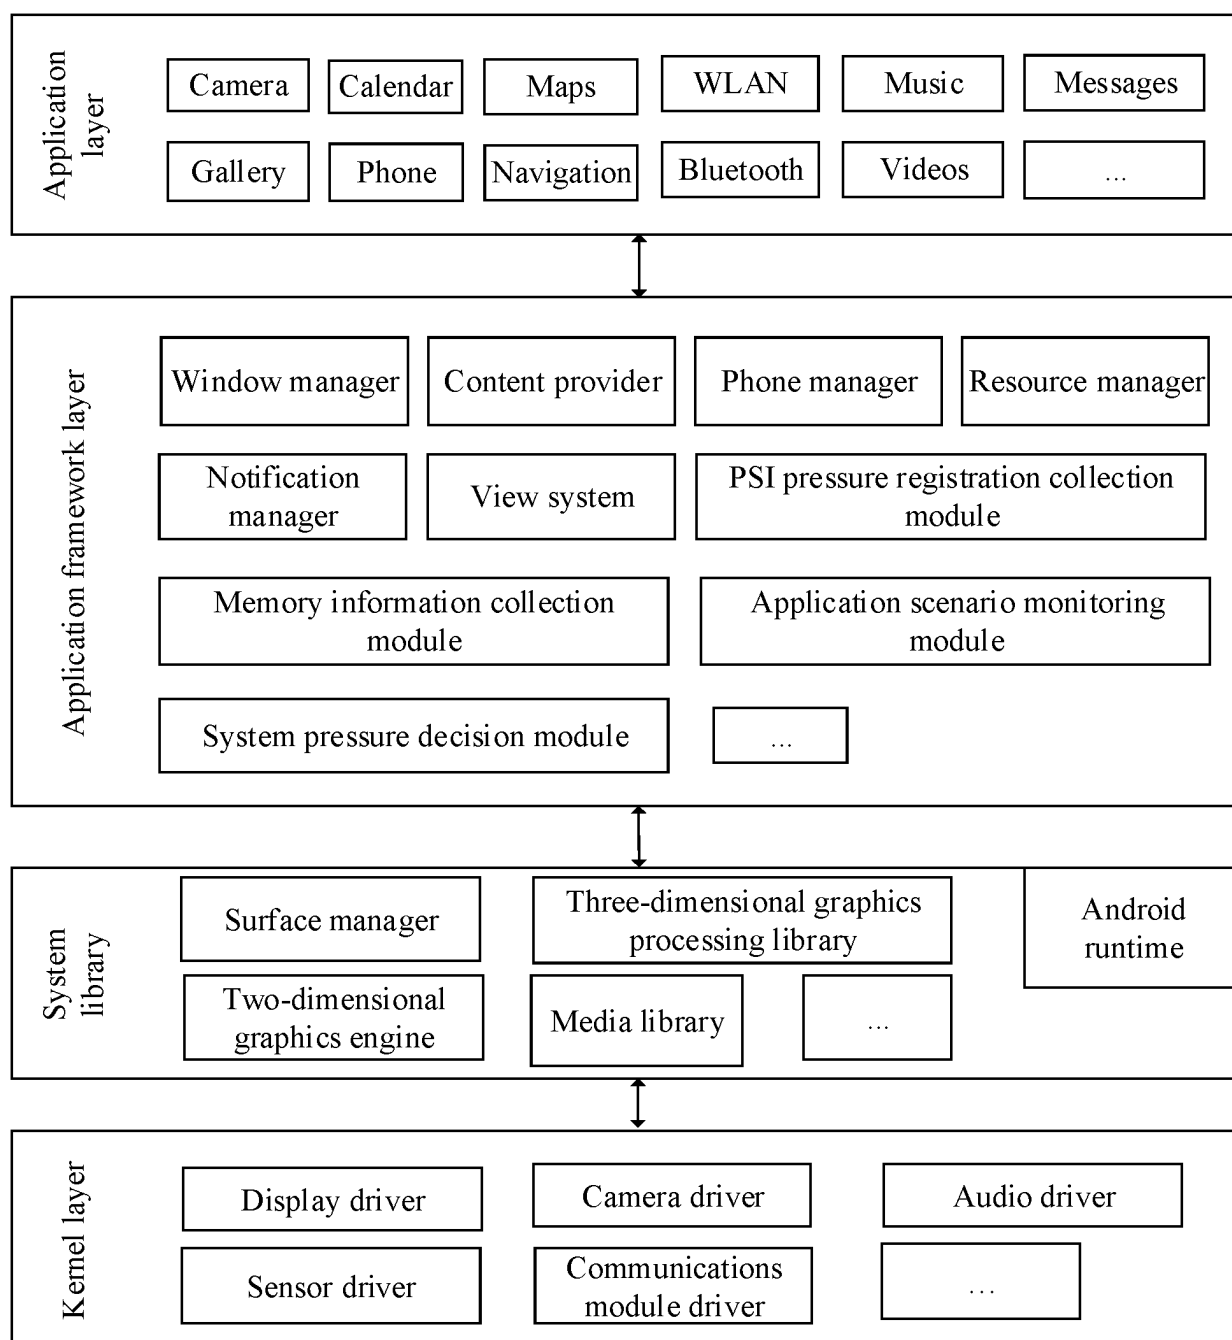 Application
layer
Camera
Calendar
Maps
WLAN
Music
Messages
Gallery
Phone
Navigation
Bluetooth
Videos
...
Application framework layer
Window manager
Content provider
Phone manager
Resource manager
Notification
manager
View system
PSI pressure registration collection
module
Memory information collection
module
Application scenario monitoring
module
System pressure decision module
...
System
library
Surface manager
Three-dimensional graphics
processing library
Android
runtime
Two-dimensional
graphics engine
Media library
...
Kernel layer
Display driver
Camera driver
Audio driver
Sensor driver
Communications
module driver
...